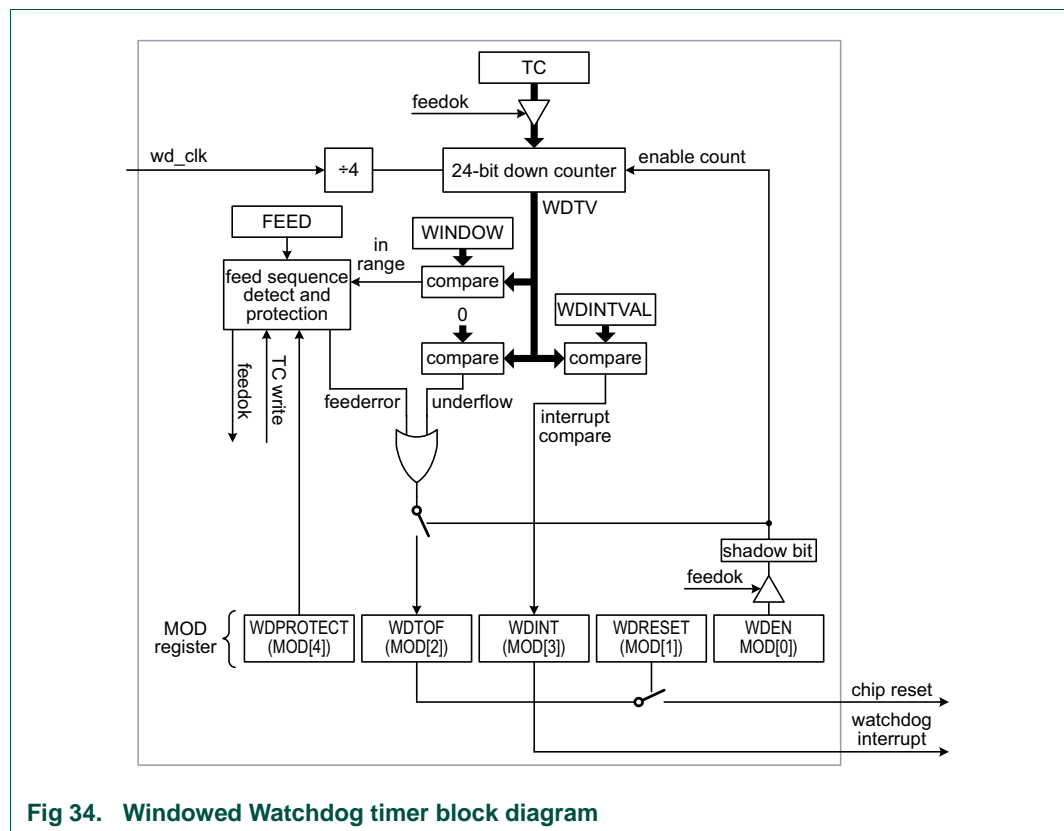 TC
feedok
wd_clk
÷4
24-bit down counter
enable count
WDTV
FEED
WINDOW
in
range
feed sequence
detect and
protection
compare
0
WDINTVAL
compare
compare
feedok
TC write
feederror
underflow
interrupt
compare
shadow bit
feedok
MOD
register
WDPROTECT
(MOD[4])
WDTOF
(MOD[2])
WDINT
(MOD[3])
WDRESET
(MOD[1])
WDEN
MOD[0])
chip reset
watchdog
interrupt
Fig 34. Windowed Watchdog timer block diagram